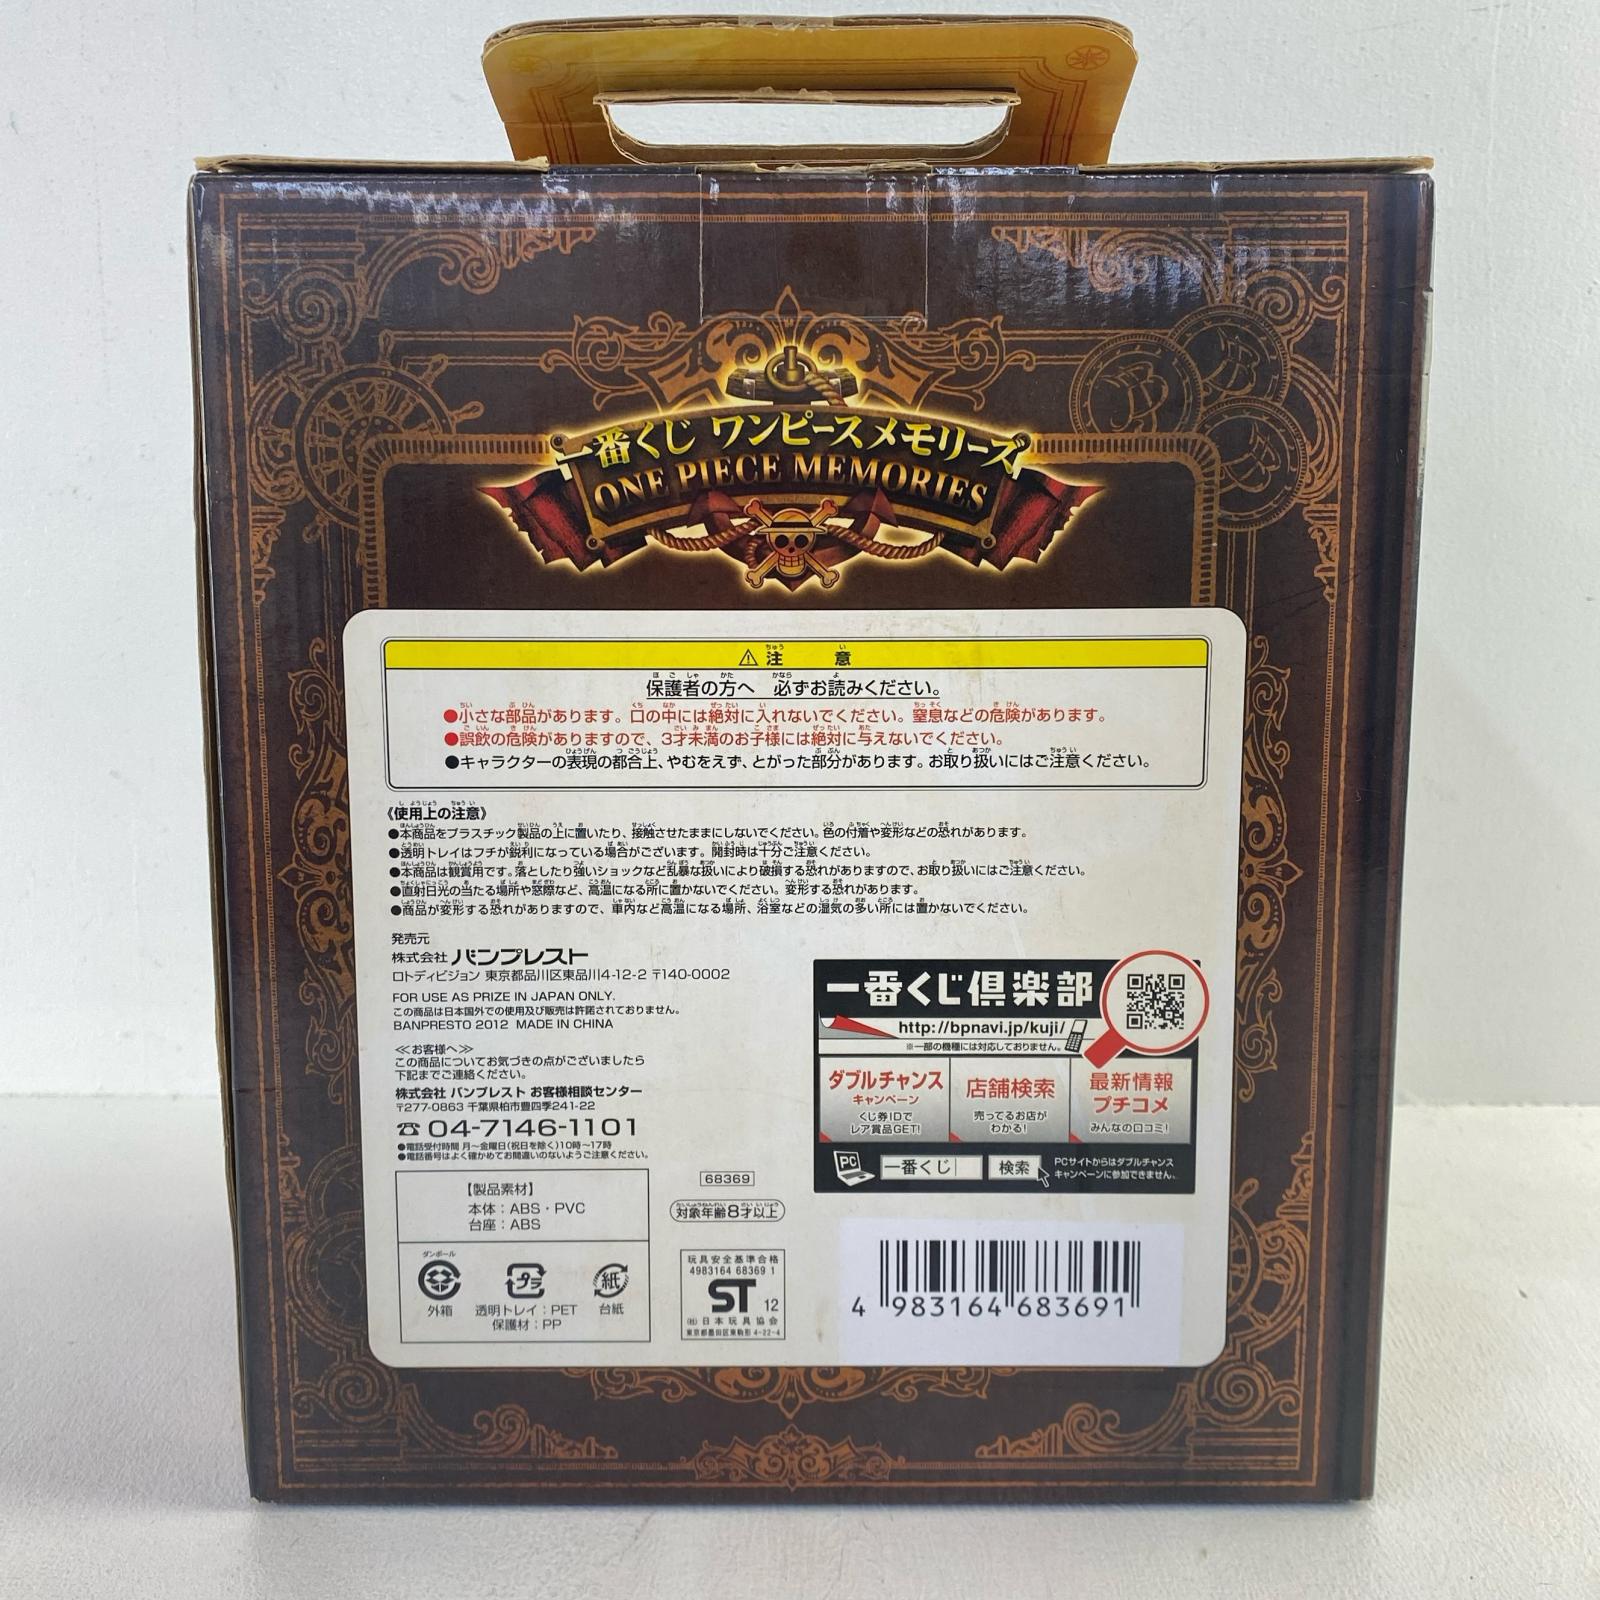 一番くじ ワンピースメモリーズ
ONE PIECE MEMORIES
⚠注意
保護者の方へ 必ずお読みください。
●小さな部品があります。口の中には絶対に入れないでください。窒息などの危険があります。
●誤飲の危険がありますので、3才未満のお子様には絶対に与えないでください。
●キャラクターの表現の都合上、やむをえず、とがった部分があります。お取り扱いにはご注意ください。
《使用上の注意》
●本商品をプラスチック製品の上に置いたり、接触させたままにしないでください。色の付着や変形などの恐れがあります。
●透明トレイはフチが鋭利になっている場合がございます。開封時は十分ご注意ください。
●本商品は観賞用です。落としたり強いショックなど乱暴な扱いにより破損する恐れがありますので、お取り扱いにはご注意ください。
●直射日光の当たる場所や窓際など、高温になる所に置かないでください。変形する恐れがあります。
●商品が変形する恐れがありますので、車内など高温になる場所、浴室などの湿気の多い所には置かないでください。
発売元
株式会社 バンプレスト
ロトディビジョン 東京都品川区東品川4-12-2 〒140-0002
FOR USE AS PRIZE IN JAPAN ONLY.
この商品は日本国外での使用及び販売は許諾されておりません。
BANPRESTO 2012 MADE IN CHINA
≪お客様へ≫
この商品についてお気づきの点がございましたら
下記までご連絡ください。
株式会社 バンプレスト お客様相談センター
〒277-0863 千葉県柏市豊四季241-22
☎ 04-7146-1101
●電話受付時間 月〜金曜日(祝日を除く)10時〜17時
●電話番号はよく確かめてお間違いのないようご注意ください。
【製品素材】
本体：ABS・PVC
台座：ABS
ダンボール
外箱
プラ
透明トレイ：PET
保護材：PP
紙
台紙
68369
対象年齢8才以上
玩具安全基準合格
4983164 68369 1
ST 12
(社)日本玩具協会
東京都墨田区東駒形 4-22-4
一番くじ倶楽部
http://bpnavi.jp/kuji/
※一部の機種には対応しておりません。
ダブルチャンス
キャンペーン
くじ券IDで
レア賞品GET!
店舗検索
売ってるお店が
わかる!
最新情報
プチコメ
みんなの口コミ!
PC
一番くじ
検索
PCサイトからはダブルチャンス
キャンペーンに参加できません。
4 983164 683691